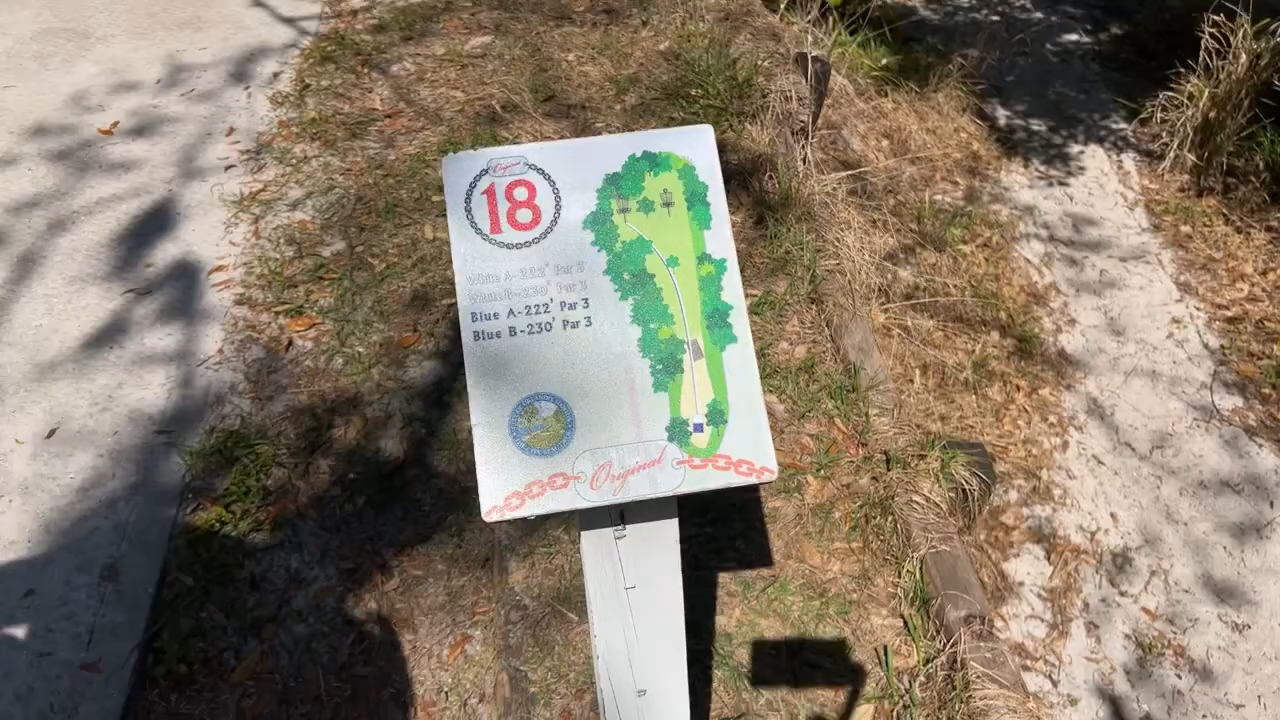 Original
18
White A-222' Par 3
White B-230' Par 3
Blue A-222' Par 3
Blue B-230' Par 3
Original